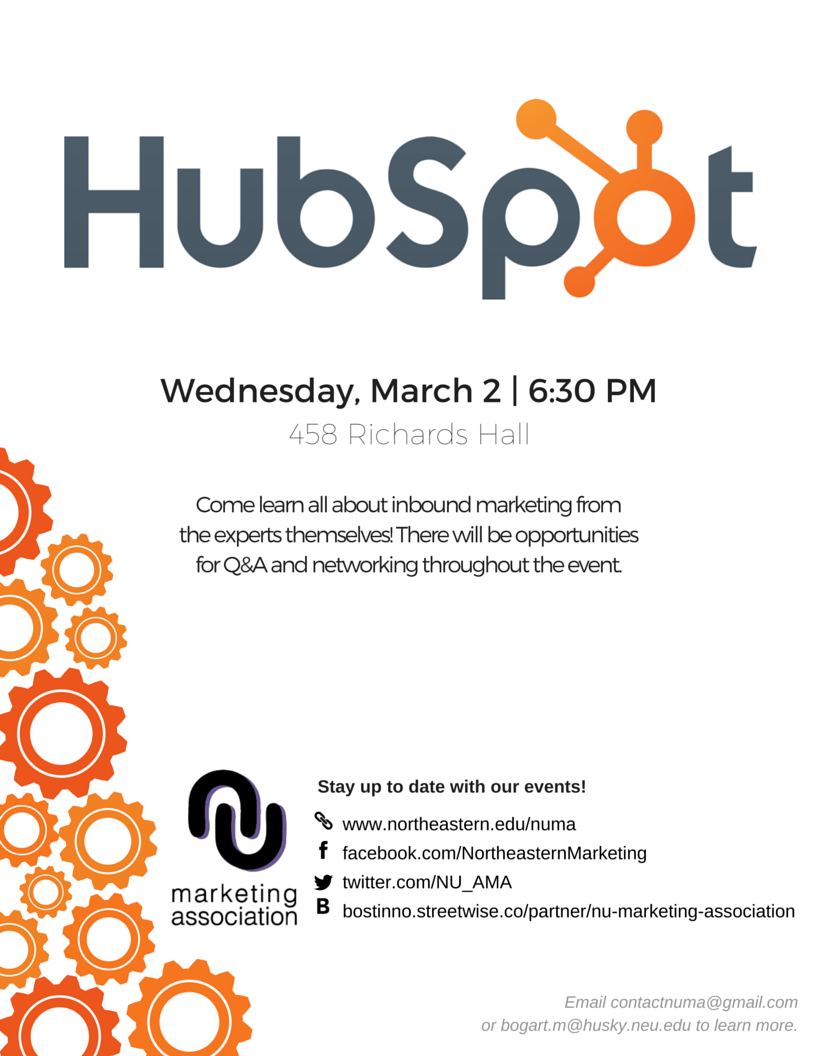 HubSpot
Wednesday, March 2 | 6:30 PM
458 Richards Hall
Come learn all about inbound marketing from
the experts themselves! There will be opportunities
for Q&A and networking throughout the event.
nu
marketing
association
Stay up to date with our events!
www.northeastern.edu/numa
facebook.com/NortheasternMarketing
twitter.com/NU_AMA
B bostinno.streetwise.co/partner/nu-marketing-association
Email contactnuma@gmail.com
or bogart.m@husky.neu.edu to learn more.